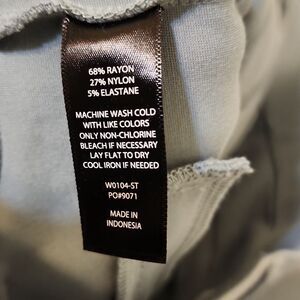 68% RAYON
27% NYLON
5% ELASTANE
MACHINE WASH COLD
WITH LIKE COLORS
ONLY NON-CHLORINE
BLEACH IF NECESSARY
LAY FLAT TO DRY
COOL IRON IF NEEDED
W0104-ST
PO#9071
MADE IN
INDONESIA